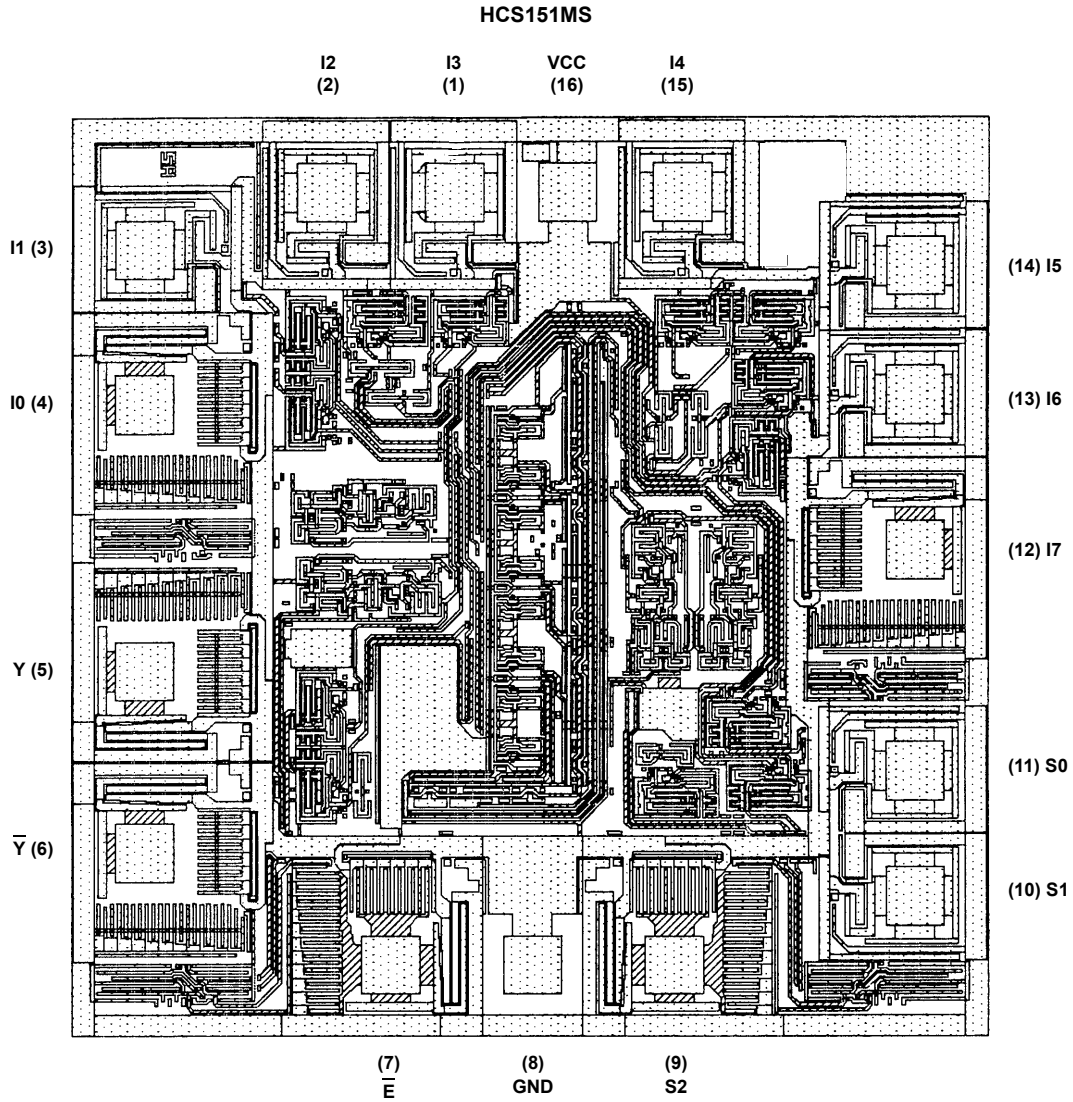 HCS151MS
I2 I3 VCC I4
(2) (1) (16) (15)
I1 (3)
(14) I5
I0 (4)
(13) I6
(12) I7
Y (5)
(11) S0
Y̅ (6)
(10) S1
(7) (8) (9)
E̅ GND S2